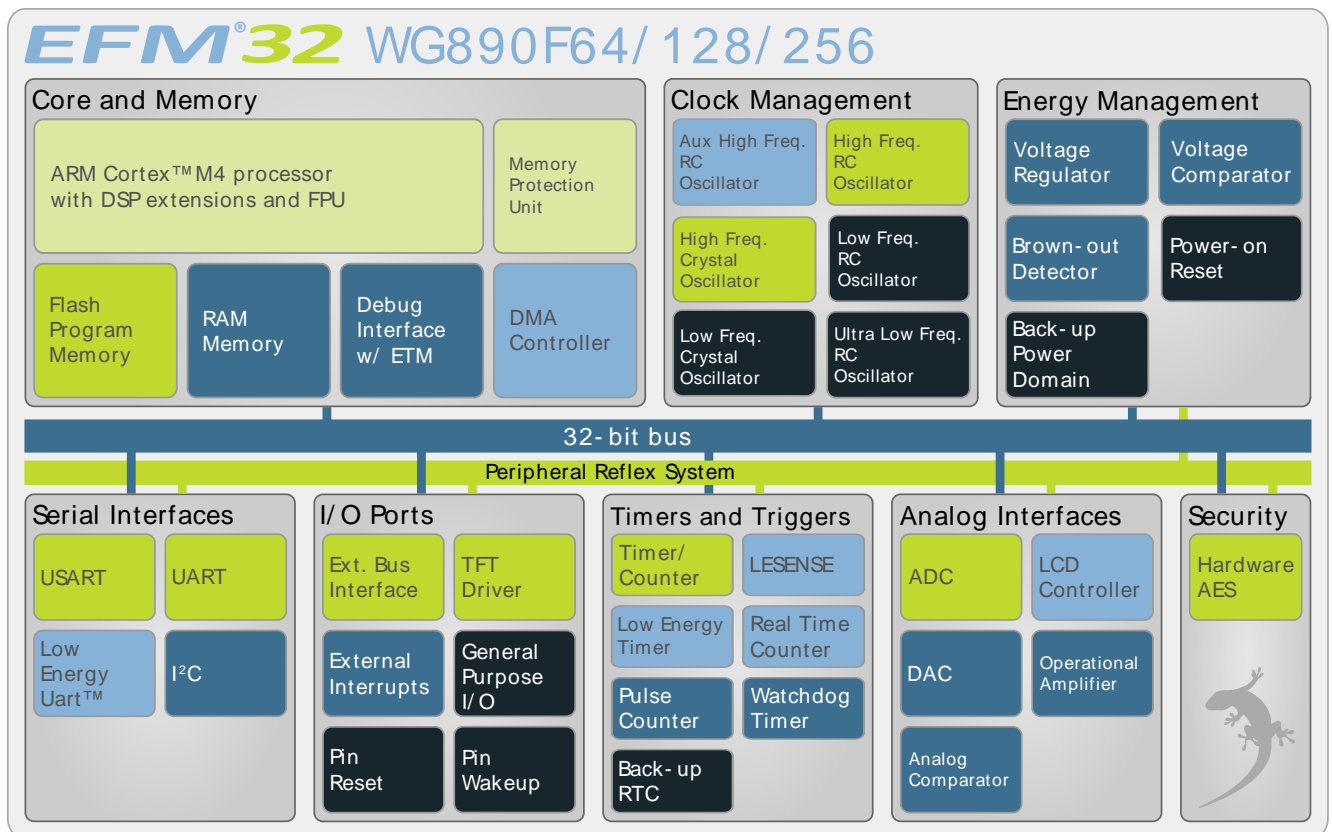 EFM®32 WG890F64/128/256
Core and Memory
ARM Cortex™ M4 processor
with DSP extensions and FPU
Memory
Protection
Unit
Flash
Program
Memory
RAM
Memory
Debug
Interface
w/ ETM
DMA
Controller
Clock Management
Aux High Freq.
RC
Oscillator
High Freq.
RC
Oscillator
High Freq.
Crystal
Oscillator
Low Freq.
RC
Oscillator
Low Freq.
Crystal
Oscillator
Ultra Low Freq.
RC
Oscillator
Energy Management
Voltage
Regulator
Voltage
Comparator
Brown-out
Detector
Power-on
Reset
Back-up
Power
Domain
32-bit bus
Peripheral Reflex System
Serial Interfaces
USART
UART
Low
Energy
Uart™
I²C
I/O Ports
Ext. Bus
Interface
TFT
Driver
External
Interrupts
General
Purpose
I/O
Pin
Reset
Pin
Wakeup
Timers and Triggers
Timer/
Counter
LESENSE
Low Energy
Timer
Real Time
Counter
Pulse
Counter
Watchdog
Timer
Back-up
RTC
Analog Interfaces
ADC
LCD
Controller
DAC
Operational
Amplifier
Analog
Comparator
Security
Hardware
AES